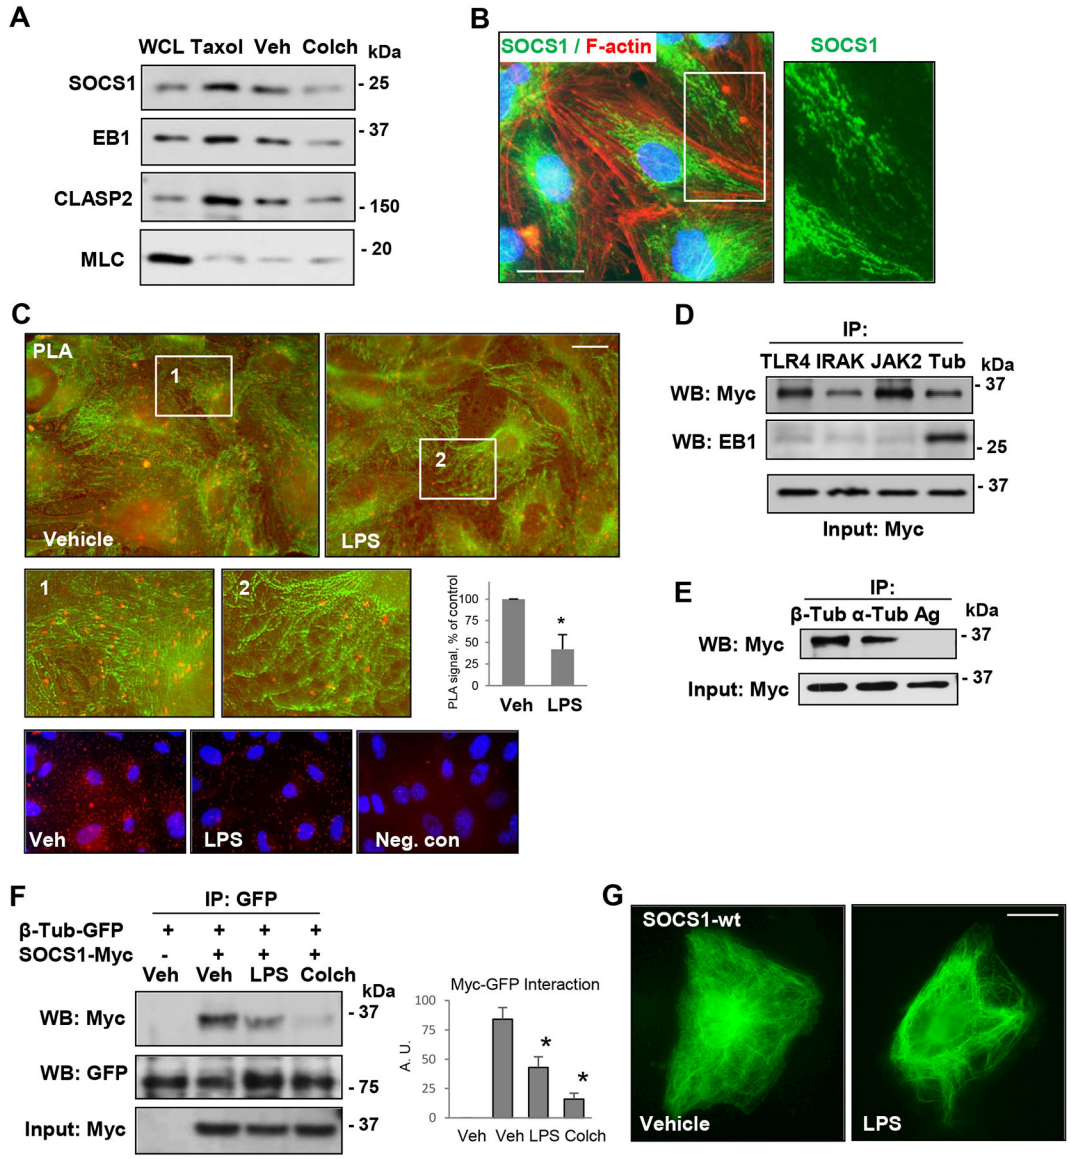 A
WCL Taxol Veh Colch kDa
SOCS1 - 25
EB1 - 37
CLASP2 - 150
MLC - 20
B
SOCS1 / F-actin
SOCS1
C
PLA
1
Vehicle
2
LPS
1
2
PLA signal, % of control
100
75
50
25
0
*
Veh LPS
Veh
LPS
Neg. con
D
IP:
TLR4 IRAK JAK2 Tub kDa
WB: Myc - 37
WB: EB1 - 25
- 37
Input: Myc
E
IP:
β-Tub α-Tub Ag kDa
WB: Myc - 37
Input: Myc - 37
F
IP: GFP
β-Tub-GFP + + + +
SOCS1-Myc - + + +
Veh Veh LPS Colch
kDa
WB: Myc - 37
WB: GFP - 75
Input: Myc - 37
Myc-GFP Interaction
A. U.
100
75
50
25
0
*
*
Veh Veh LPS Colch
G
SOCS1-wt
Vehicle
LPS